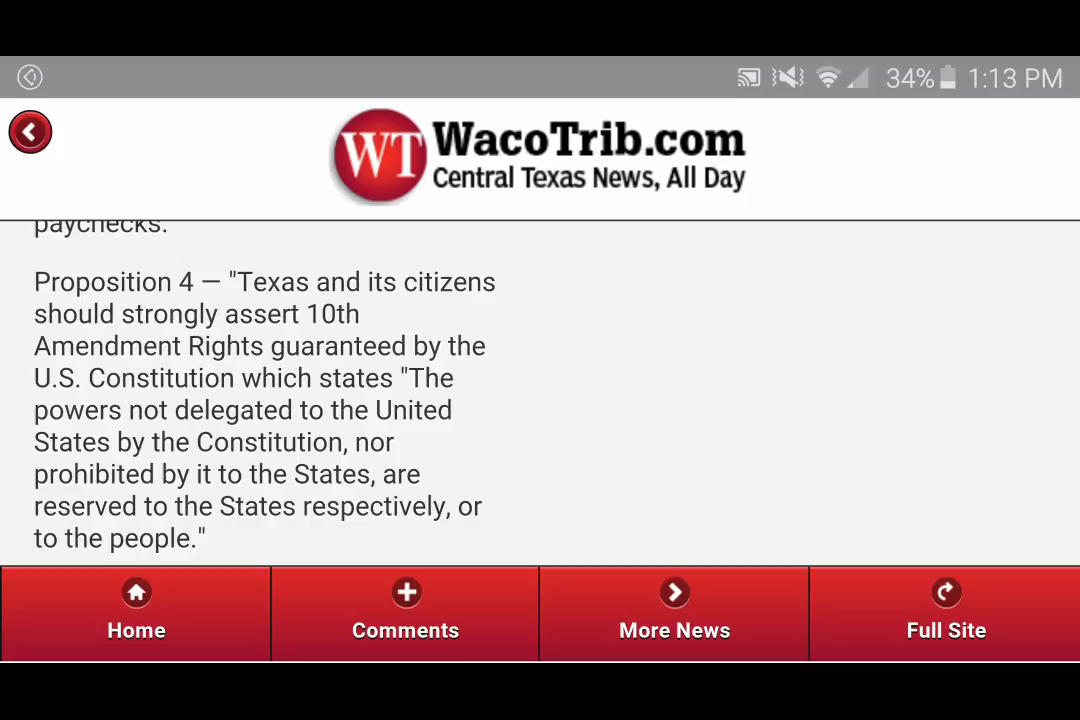 34% 1:13 PM
WT WacoTrib.com
Central Texas News, All Day
paychecks.
Proposition 4 — "Texas and its citizens
should strongly assert 10th
Amendment Rights guaranteed by the
U.S. Constitution which states "The
powers not delegated to the United
States by the Constitution, nor
prohibited by it to the States, are
reserved to the States respectively, or
to the people."
Home Comments More News Full Site